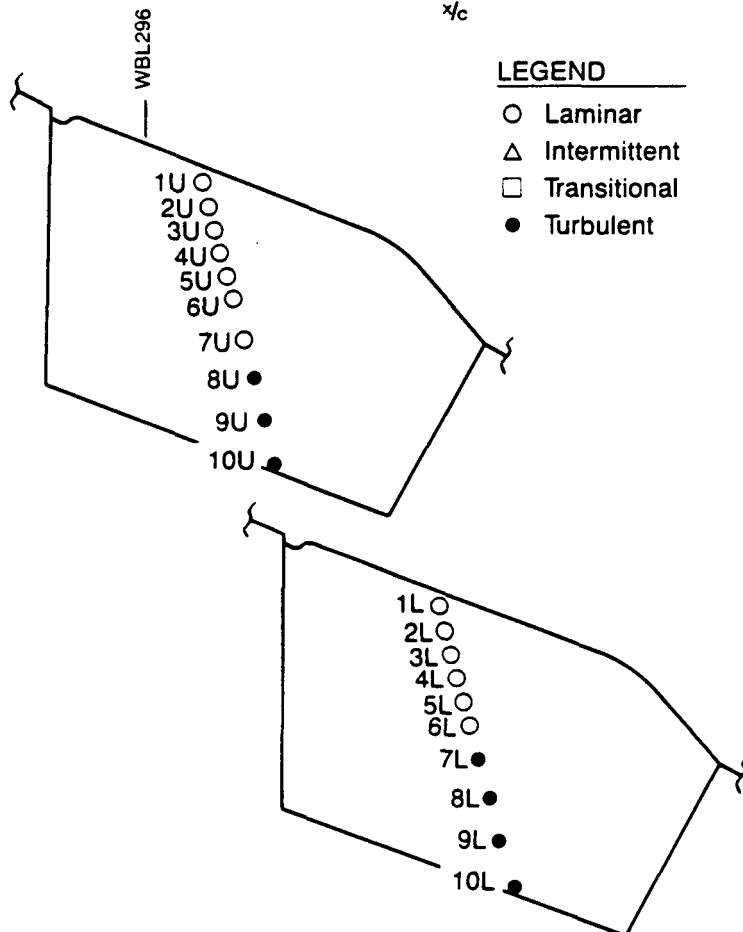 x/c
WBL296
LEGEND
Laminar
Intermittent
Transitional
Turbulent
1U
2U
3U
4U
5U
6U
7U
8U
9U
10U
1L
2L
3L
4L
5L
6L
7L
8L
9L
10L